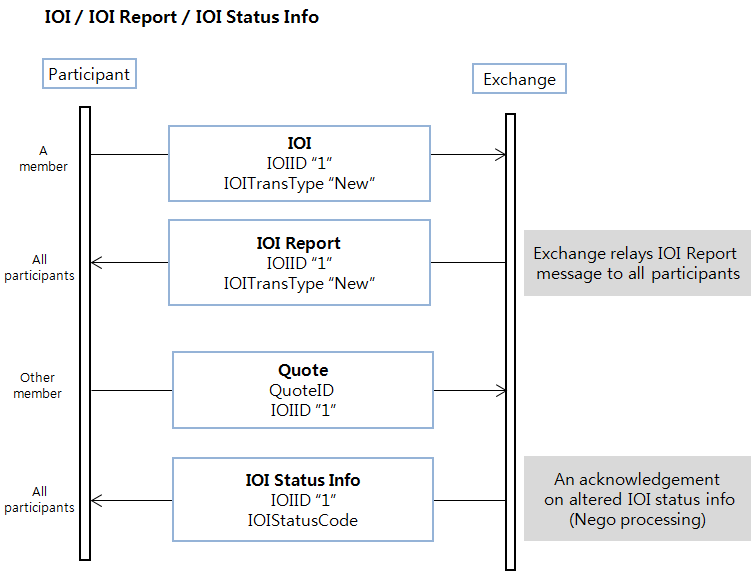 IOI / IOI Report / IOI Status Info
Participant
Exchange
A
member
IOI
IOIID “1”
IOITransType “New”
All
participants
IOI Report
IOIID “1”
IOITransType “New”
Exchange relays IOI Report
message to all participants
Other
member
Quote
QuoteID
IOIID “1”
All
participants
IOI Status Info
IOIID “1”
IOIStatusCode
An acknowledgement
on altered IOI status info
(Nego processing)